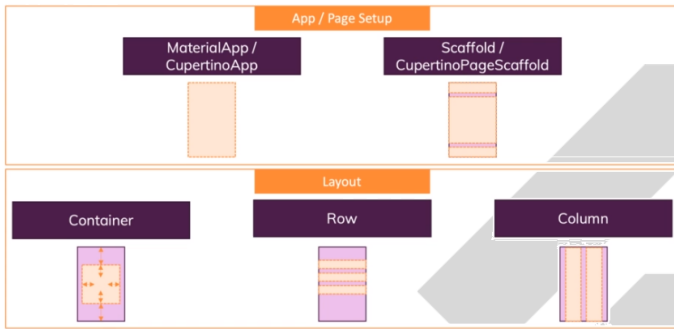 App / Page Setup
MaterialApp /
CupertinoApp
Scaffold /
CupertinoPageScaffold
Layout
Container
Row
Column